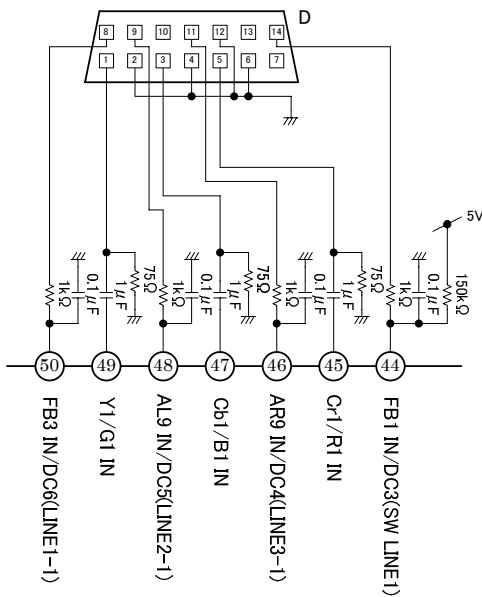 D
8 9 10 11 12 13 14
1 2 3 4 5 6 7
5V
1kΩ
0.1μF
1μF
75Ω
1kΩ
0.1μF
1μF
75Ω
1kΩ
0.1μF
1μF
75Ω
1kΩ
0.1μF
150kΩ
50 49 48 47 46 45 44
FB3 IN/DC6(LINE1-1)
Y1/G1 IN
AL9 IN/DC5(LINE2-1)
Cb1/B1 IN
AR9 IN/DC4(LINE3-1)
Cr1/R1 IN
FB1 IN/DC3(SW LINE1)